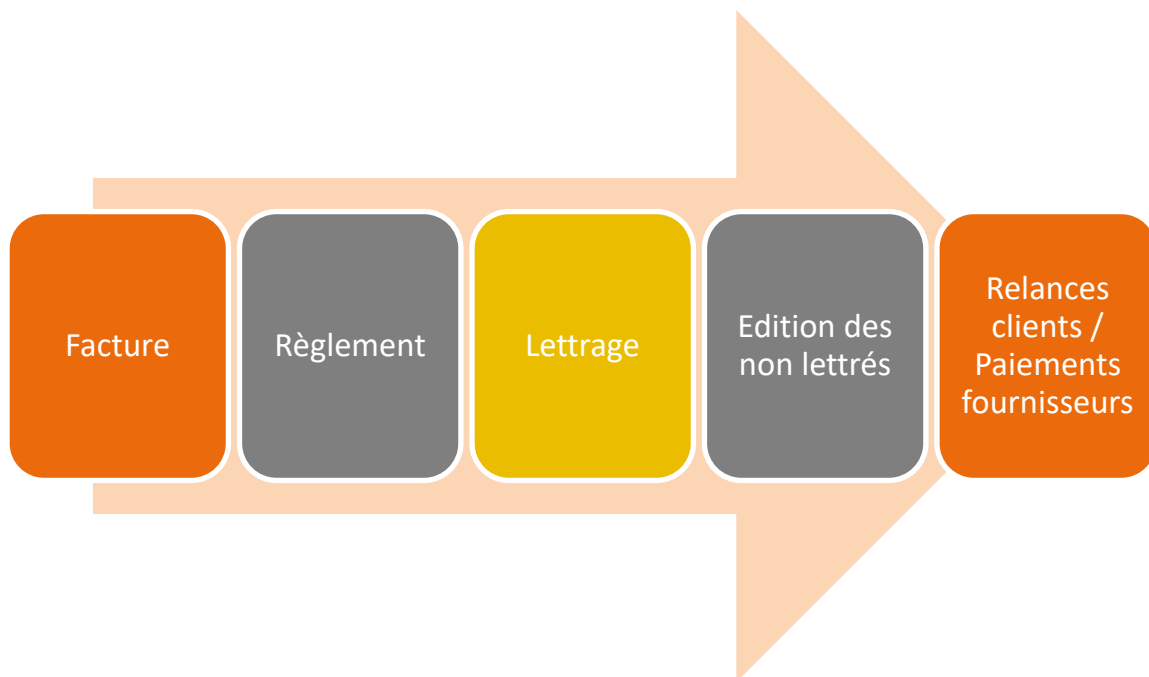 Facture
Règlement
Lettrage
Edition des
non lettrés
Relances
clients /
Paiements
fournisseurs